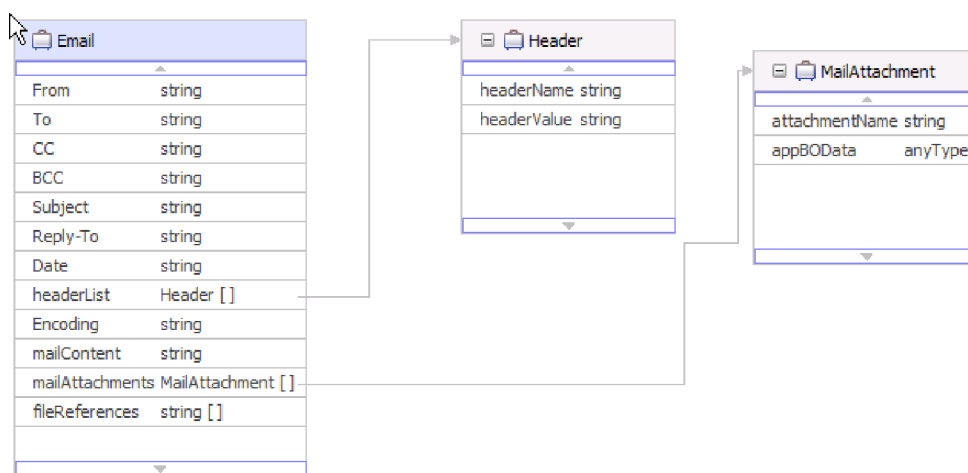 Email
From string
To string
CC string
BCC string
Subject string
Reply-To string
Date string
headerList Header [ ]
Encoding string
mailContent string
mailAttachments MailAttachment [ ]
fileReferences string [ ]
Header
headerName string
headerValue string
MailAttachment
attachmentName string
appBOData anyType